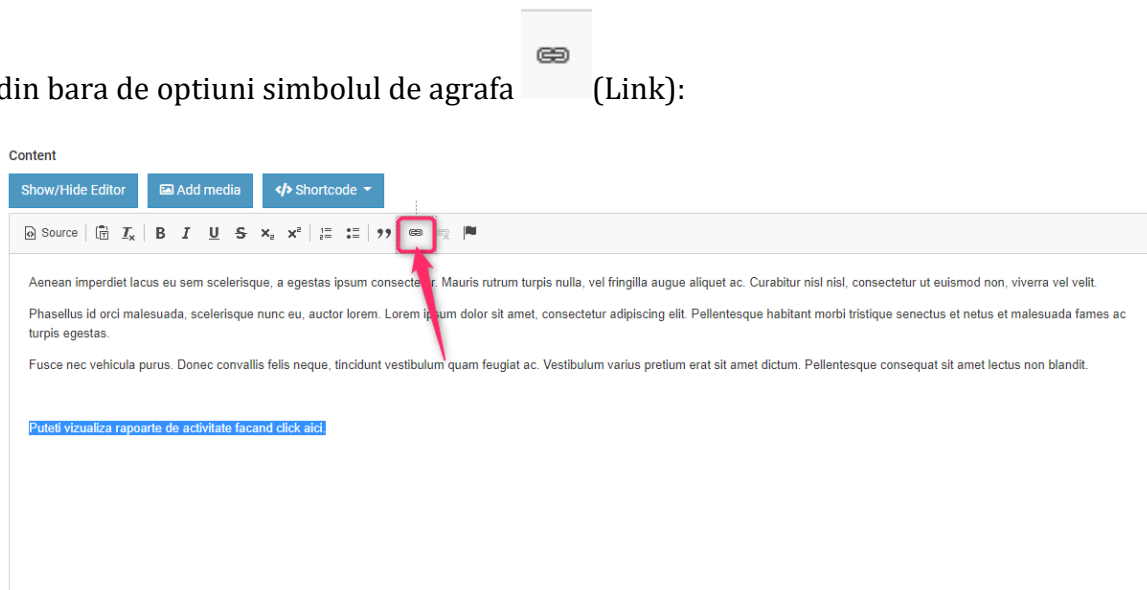 din bara de optiuni simbolul de agrafa (Link):
Content
Show/Hide Editor Add media Shortcode
Source B I U S x₂ x²
Aenean imperdiet lacus eu sem scelerisque, a egestas ipsum consectetur. Mauris rutrum turpis nulla, vel fringilla augue aliquet ac. Curabitur nisl nisl, consectetur ut euismod non, viverra vel velit.
Phasellus id orci malesuada, scelerisque nunc eu, auctor lorem. Lorem ipsum dolor sit amet, consectetur adipiscing elit. Pellentesque habitant morbi tristique senectus et netus et malesuada fames ac
turpis egestas.
Fusce nec vehicula purus. Donec convallis felis neque, tincidunt vestibulum quam feugiat ac. Vestibulum varius pretium erat sit amet dictum. Pellentesque consequat sit amet lectus non blandit.
Puteti vizualiza rapoarte de activitate facand click aici.